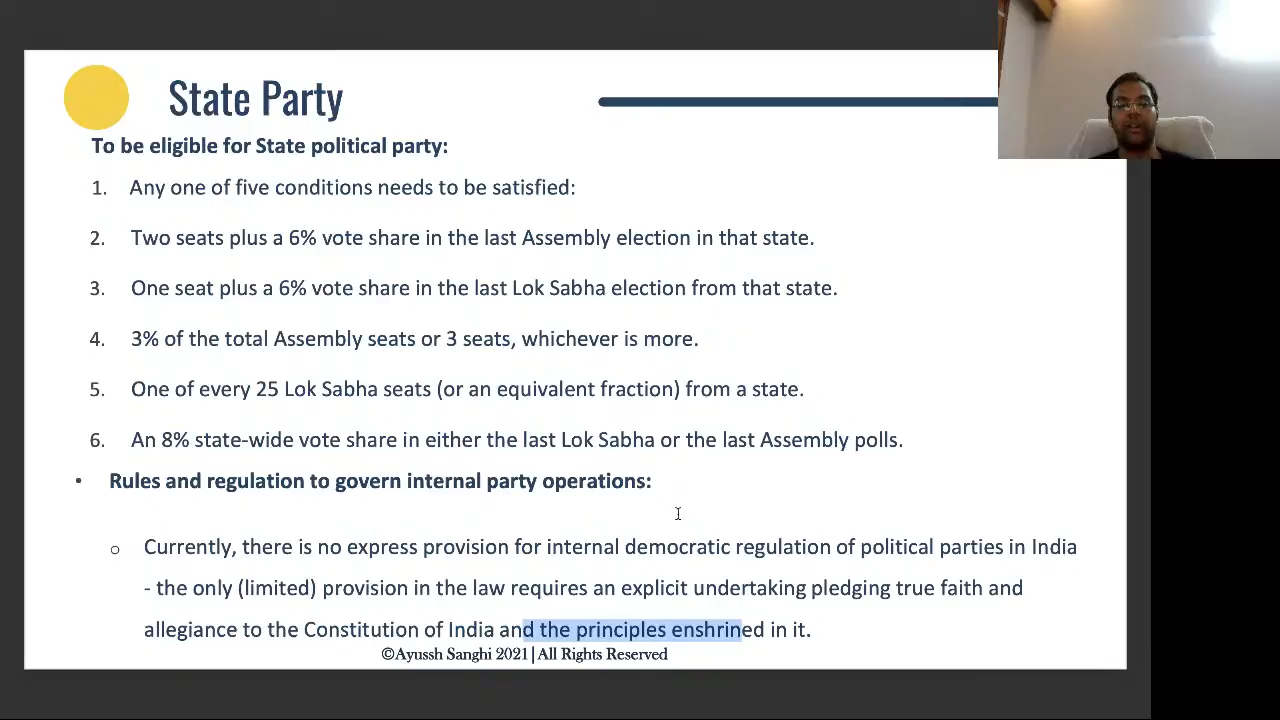 State Party
To be eligible for State political party:
1. Any one of five conditions needs to be satisfied:
2. Two seats plus a 6% vote share in the last Assembly election in that state.
3. One seat plus a 6% vote share in the last Lok Sabha election from that state.
4. 3% of the total Assembly seats or 3 seats, whichever is more.
5. One of every 25 Lok Sabha seats (or an equivalent fraction) from a state.
6. An 8% state-wide vote share in either the last Lok Sabha or the last Assembly polls.
• Rules and regulation to govern internal party operations:
o Currently, there is no express provision for internal democratic regulation of political parties in India
- the only (limited) provision in the law requires an explicit undertaking pledging true faith and
allegiance to the Constitution of India and the principles enshrined in it.
©Ayussh Sanghi 2021| All Rights Reserved